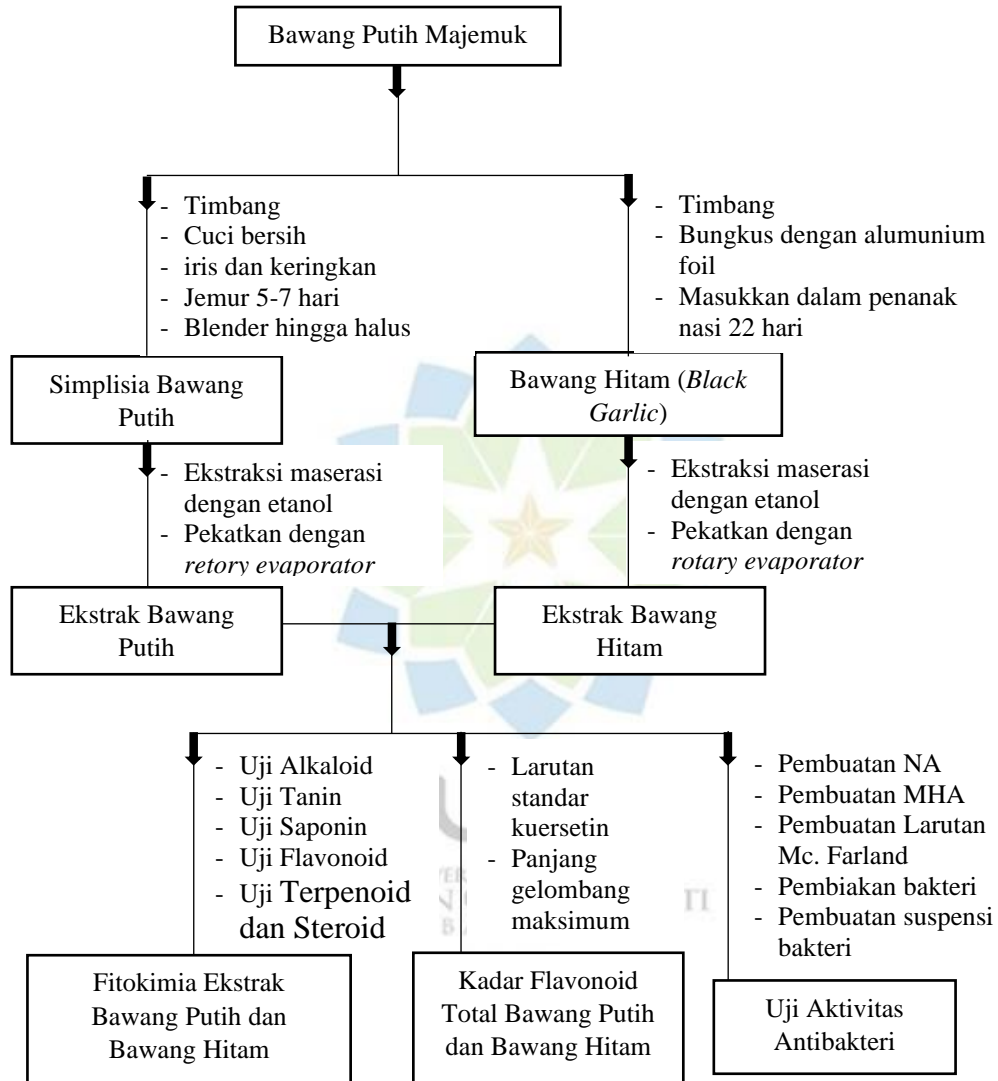 Bawang Putih Majemuk
- Timbang
- Cuci bersih
- iris dan keringkan
- Jemur 5-7 hari
- Blender hingga halus
- Timbang
- Bungkus dengan alumunium
foil
- Masukkan dalam penanak
nasi 22 hari
Simplisia Bawang
Putih
Bawang Hitam (Black
Garlic)
- Ekstraksi maserasi
dengan etanol
- Pekatkan dengan
retory evaporator
- Ekstraksi maserasi
dengan etanol
- Pekatkan dengan
rotary evaporator
Ekstrak Bawang
Putih
Ekstrak Bawang
Hitam
- Uji Alkaloid
- Uji Tanin
- Uji Saponin
- Uji Flavonoid
- Uji Terpenoid
dan Steroid
- Larutan
standar
kuersetin
- Panjang
gelombang
maksimum
- Pembuatan NA
- Pembuatan MHA
- Pembuatan Larutan
Mc. Farland
- Pembiakan bakteri
- Pembuatan suspensi
bakteri
Fitokimia Ekstrak
Bawang Putih dan
Bawang Hitam
Kadar Flavonoid
Total Bawang Putih
dan Bawang Hitam
Uji Aktivitas
Antibakteri